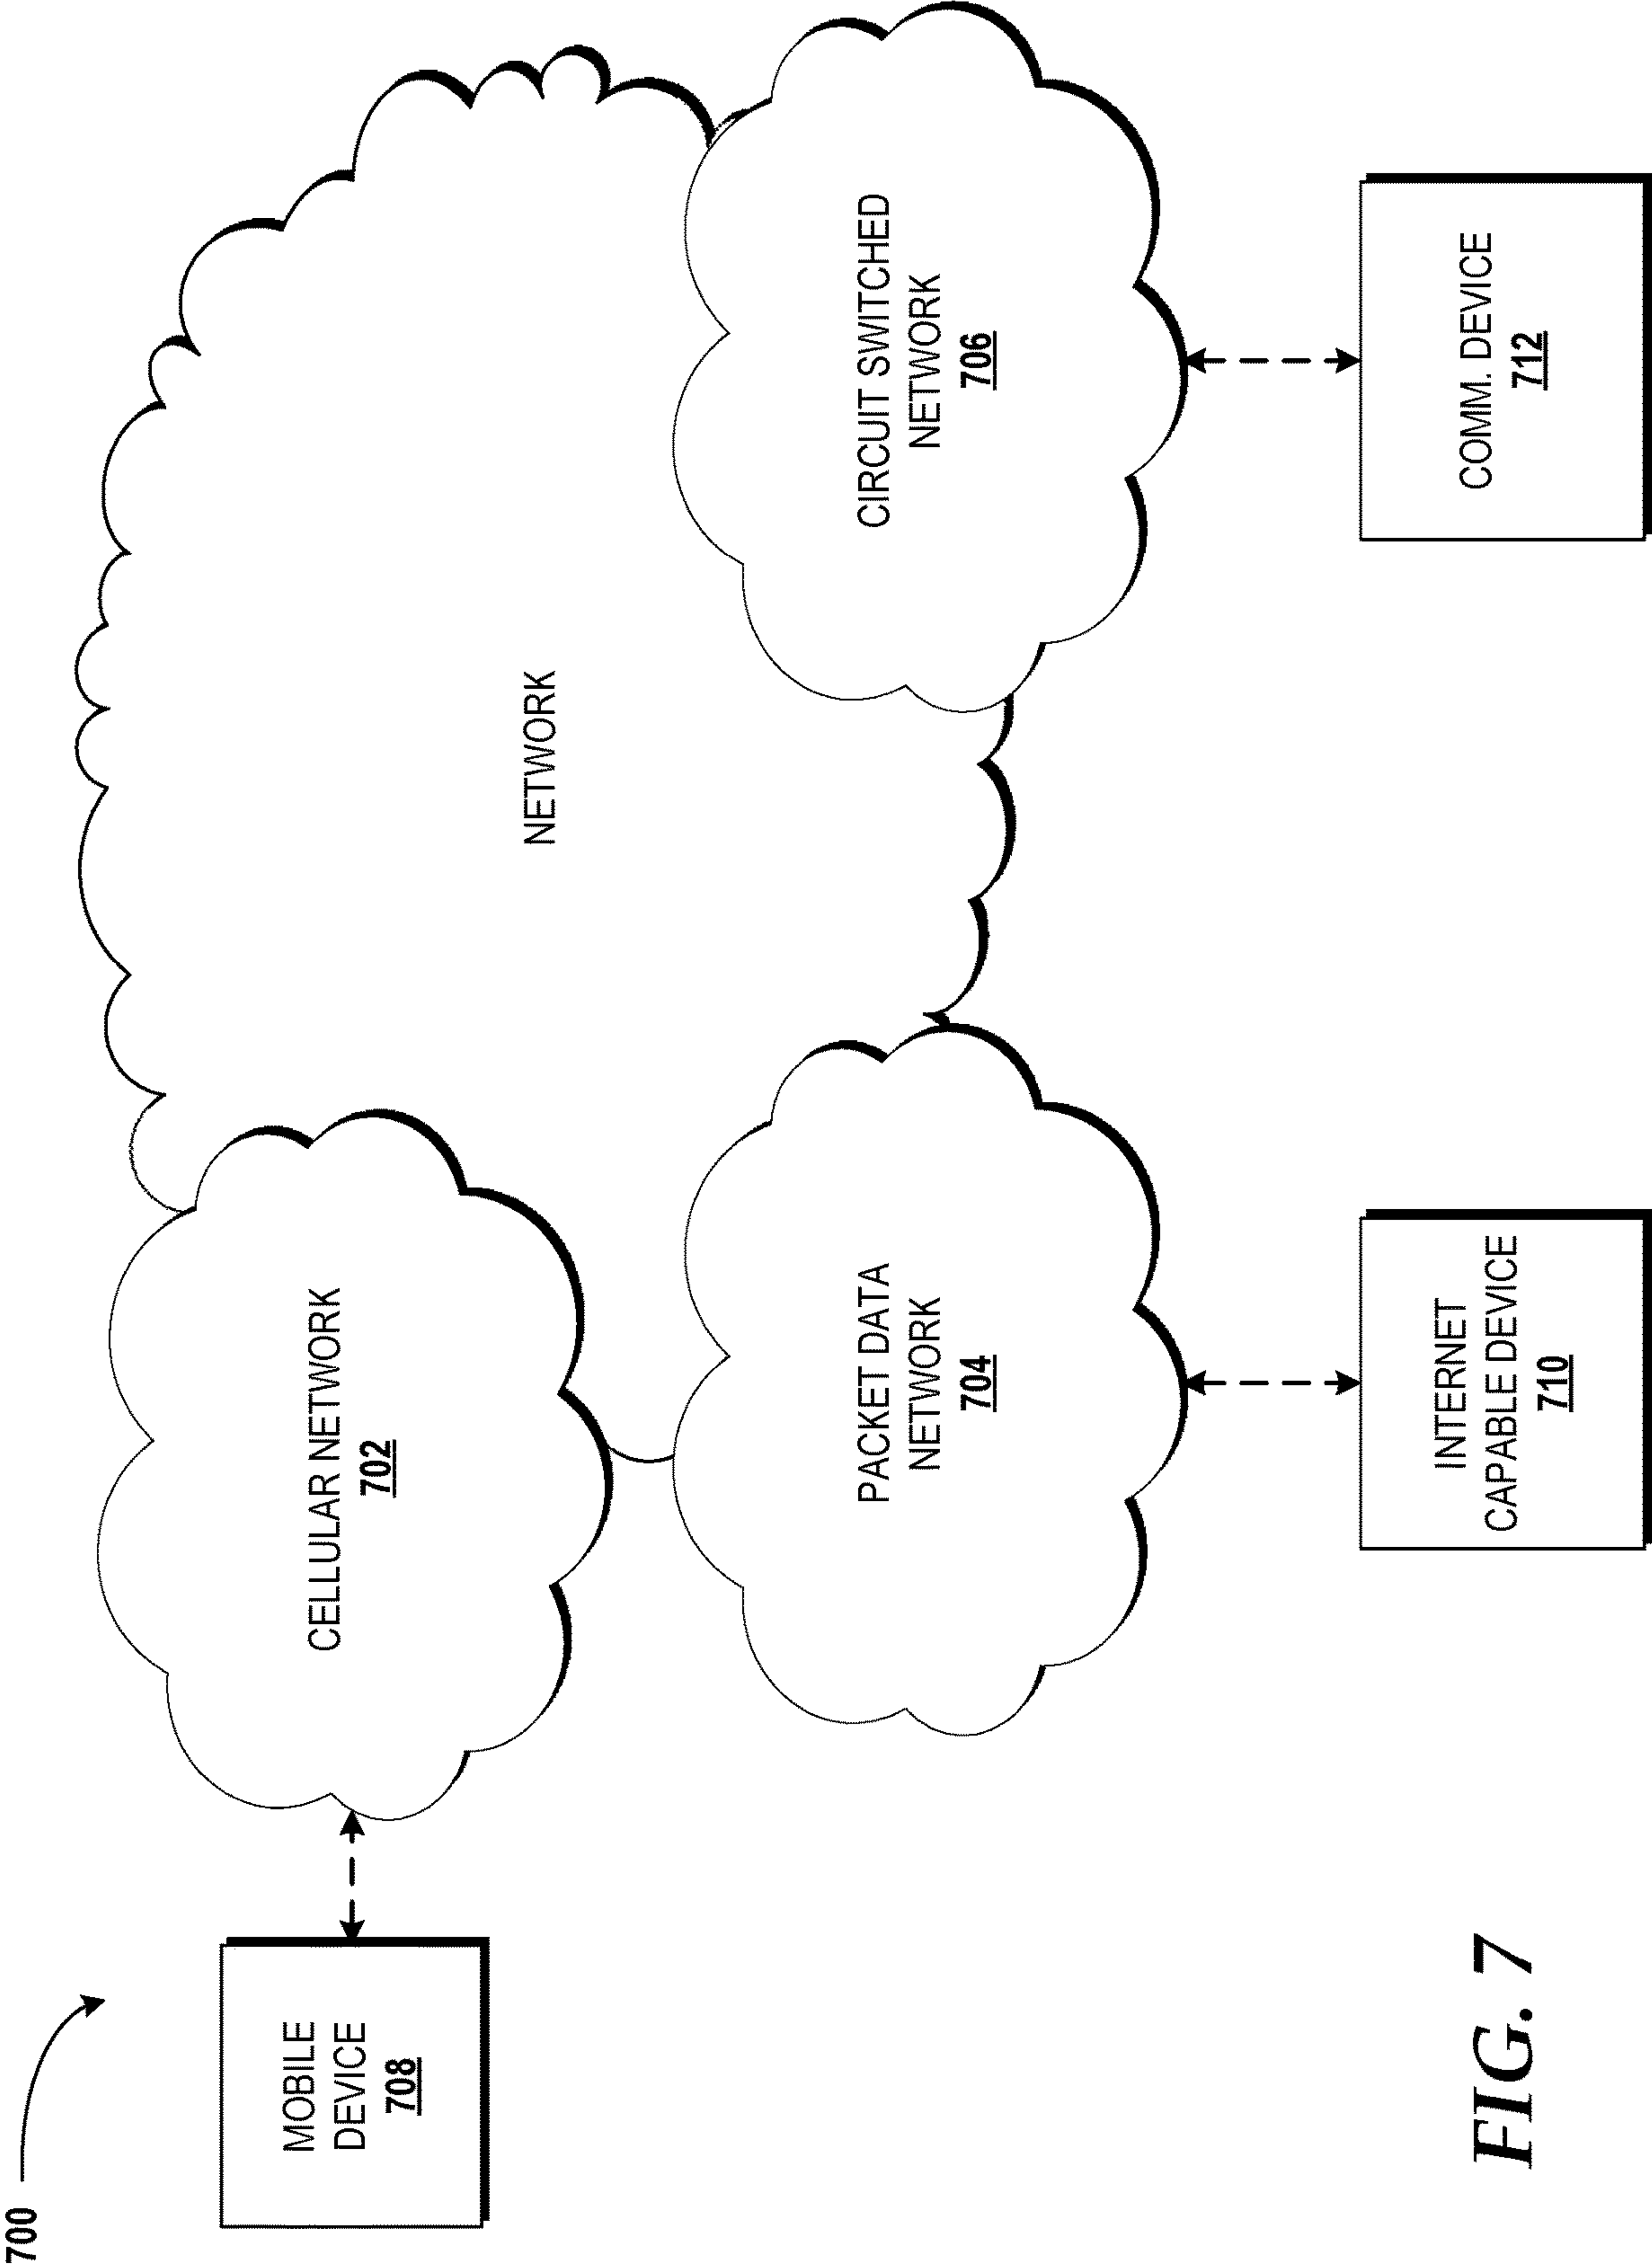 700
MOBILE
DEVICE
708
CELLULAR NETWORK
702
NETWORK
PACKET DATA
NETWORK
704
CIRCUIT SWITCHED
NETWORK
706
INTERNET
CAPABLE DEVICE
710
COMM. DEVICE
712
FIG. 7